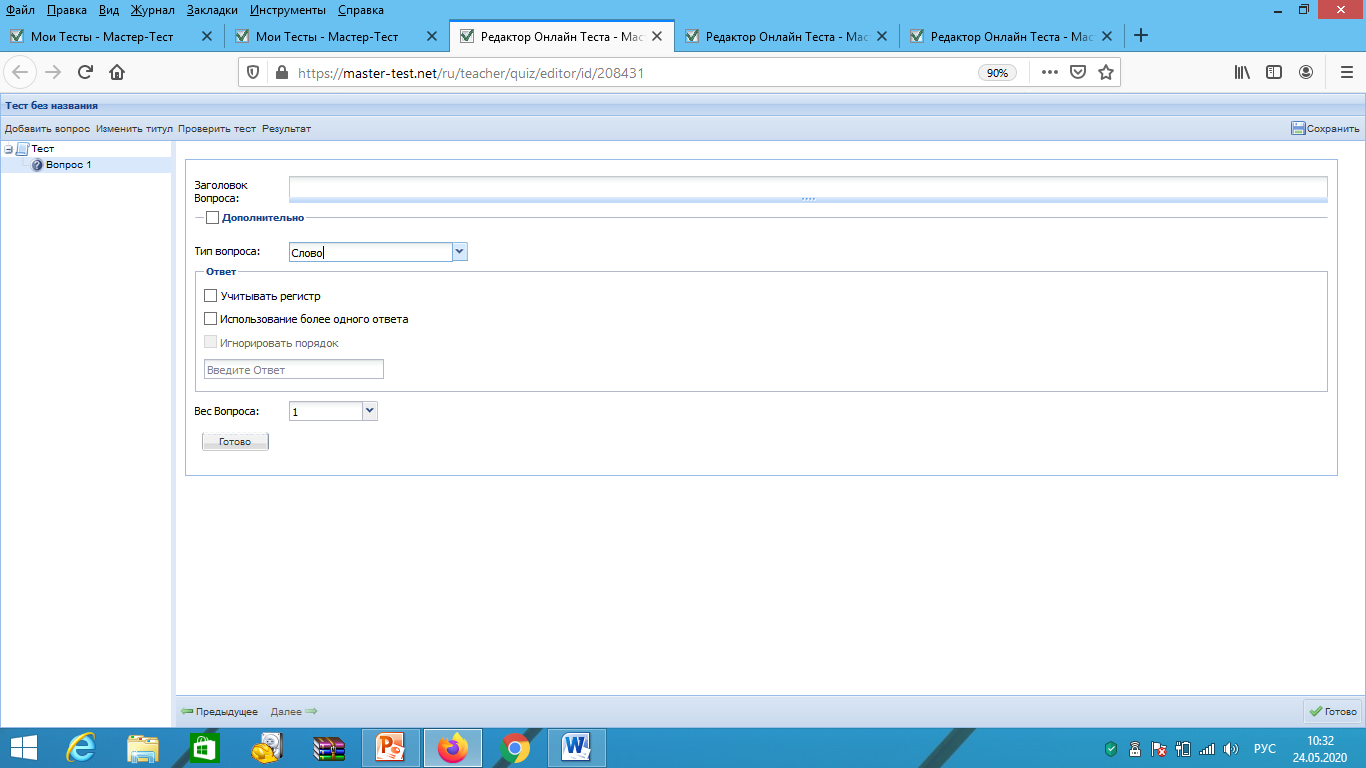 Файл Правка Вид Журнал Закладки Инструменты Справка
Мои Тесты - Мастер-Тест Мои Тесты - Мастер-Тест Редактор Онлайн Теста - Мас Редактор Онлайн Теста - Мас Редактор Онлайн Теста - Мас
https://master-test.net/ru/teacher/quiz/editor/id/208431 90%
Тест без названия
Добавить вопрос Изменить титул Проверить тест Результат Сохранить
Тест
Вопрос 1
Заголовок
Вопроса:
Дополнительно
Тип вопроса: Слово
Ответ
Учитывать регистр
Использование более одного ответа
Игнорировать порядок
Введите Ответ
Вес Вопроса: 1
Готово
Предыдущее Далее Готово
РУС 10:32
24.05.2020